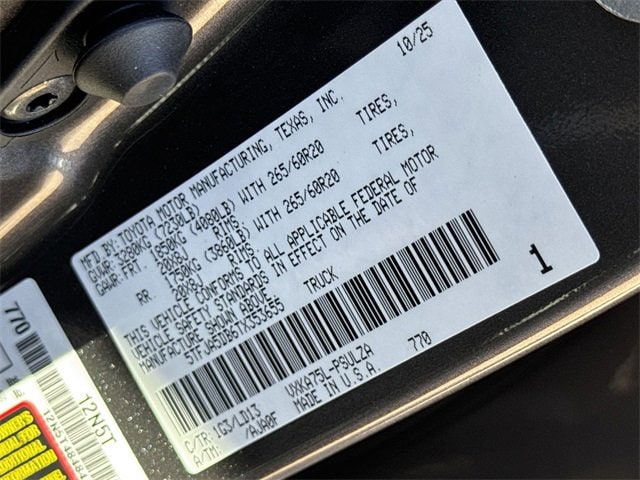 MFD.BY:TOYOTA MOTOR MANUFACTURING, TEXAS, INC. 10/25
GVWR:3280KG (7230LB)
GAWR:FRT. 1850KG (4080LB) WITH 265/60R20 TIRES,
20X8J RIMS
RR. 1750KG (3860LB) WITH 265/60R20 TIRES,
20X8J RIMS
THIS VEHICLE CONFORMS TO ALL APPLICABLE FEDERAL MOTOR
VEHICLE SAFETY STANDARDS IN EFFECT ON THE DATE OF
MANUFACTURE SHOWN ABOVE.
TRUCK
1
C/TR: 1G3/LD13 VXKA75L-PSULZA 770
A/TM: /AJA0F MADE IN U.S.A.
770
12N5T